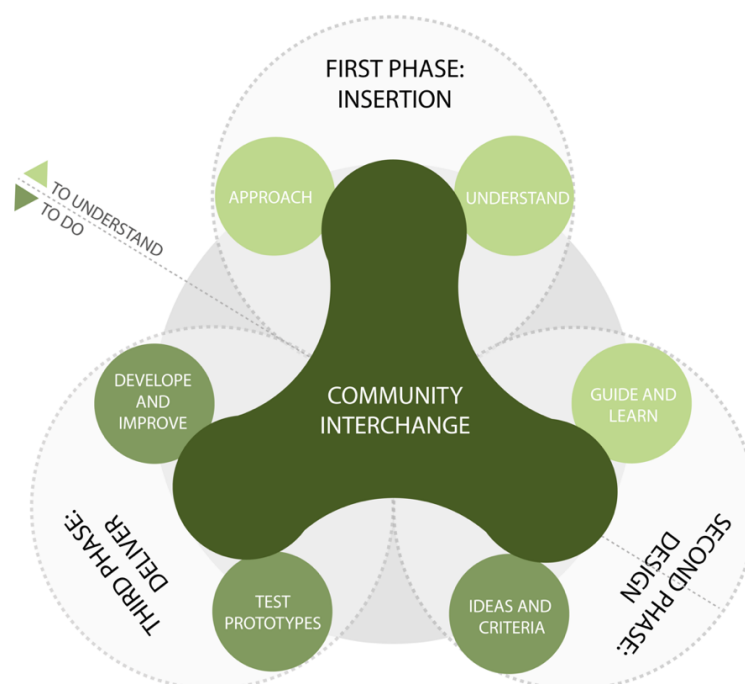 FIRST PHASE:
INSERTION
APPROACH
UNDERSTAND
TO UNDERSTAND
TO DO
DEVELOPE
AND
IMPROVE
COMMUNITY
INTERCHANGE
GUIDE AND
LEARN
THIRD PHASE:
DELIVER
SECOND PHASE:
DESIGN
TEST
PROTOTYPES
IDEAS AND
CRITERIA